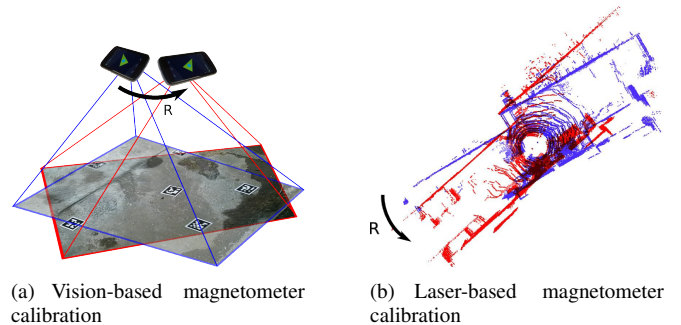 R
R
(a) Vision-based magnetometer
calibration
(b) Laser-based magnetometer
calibration